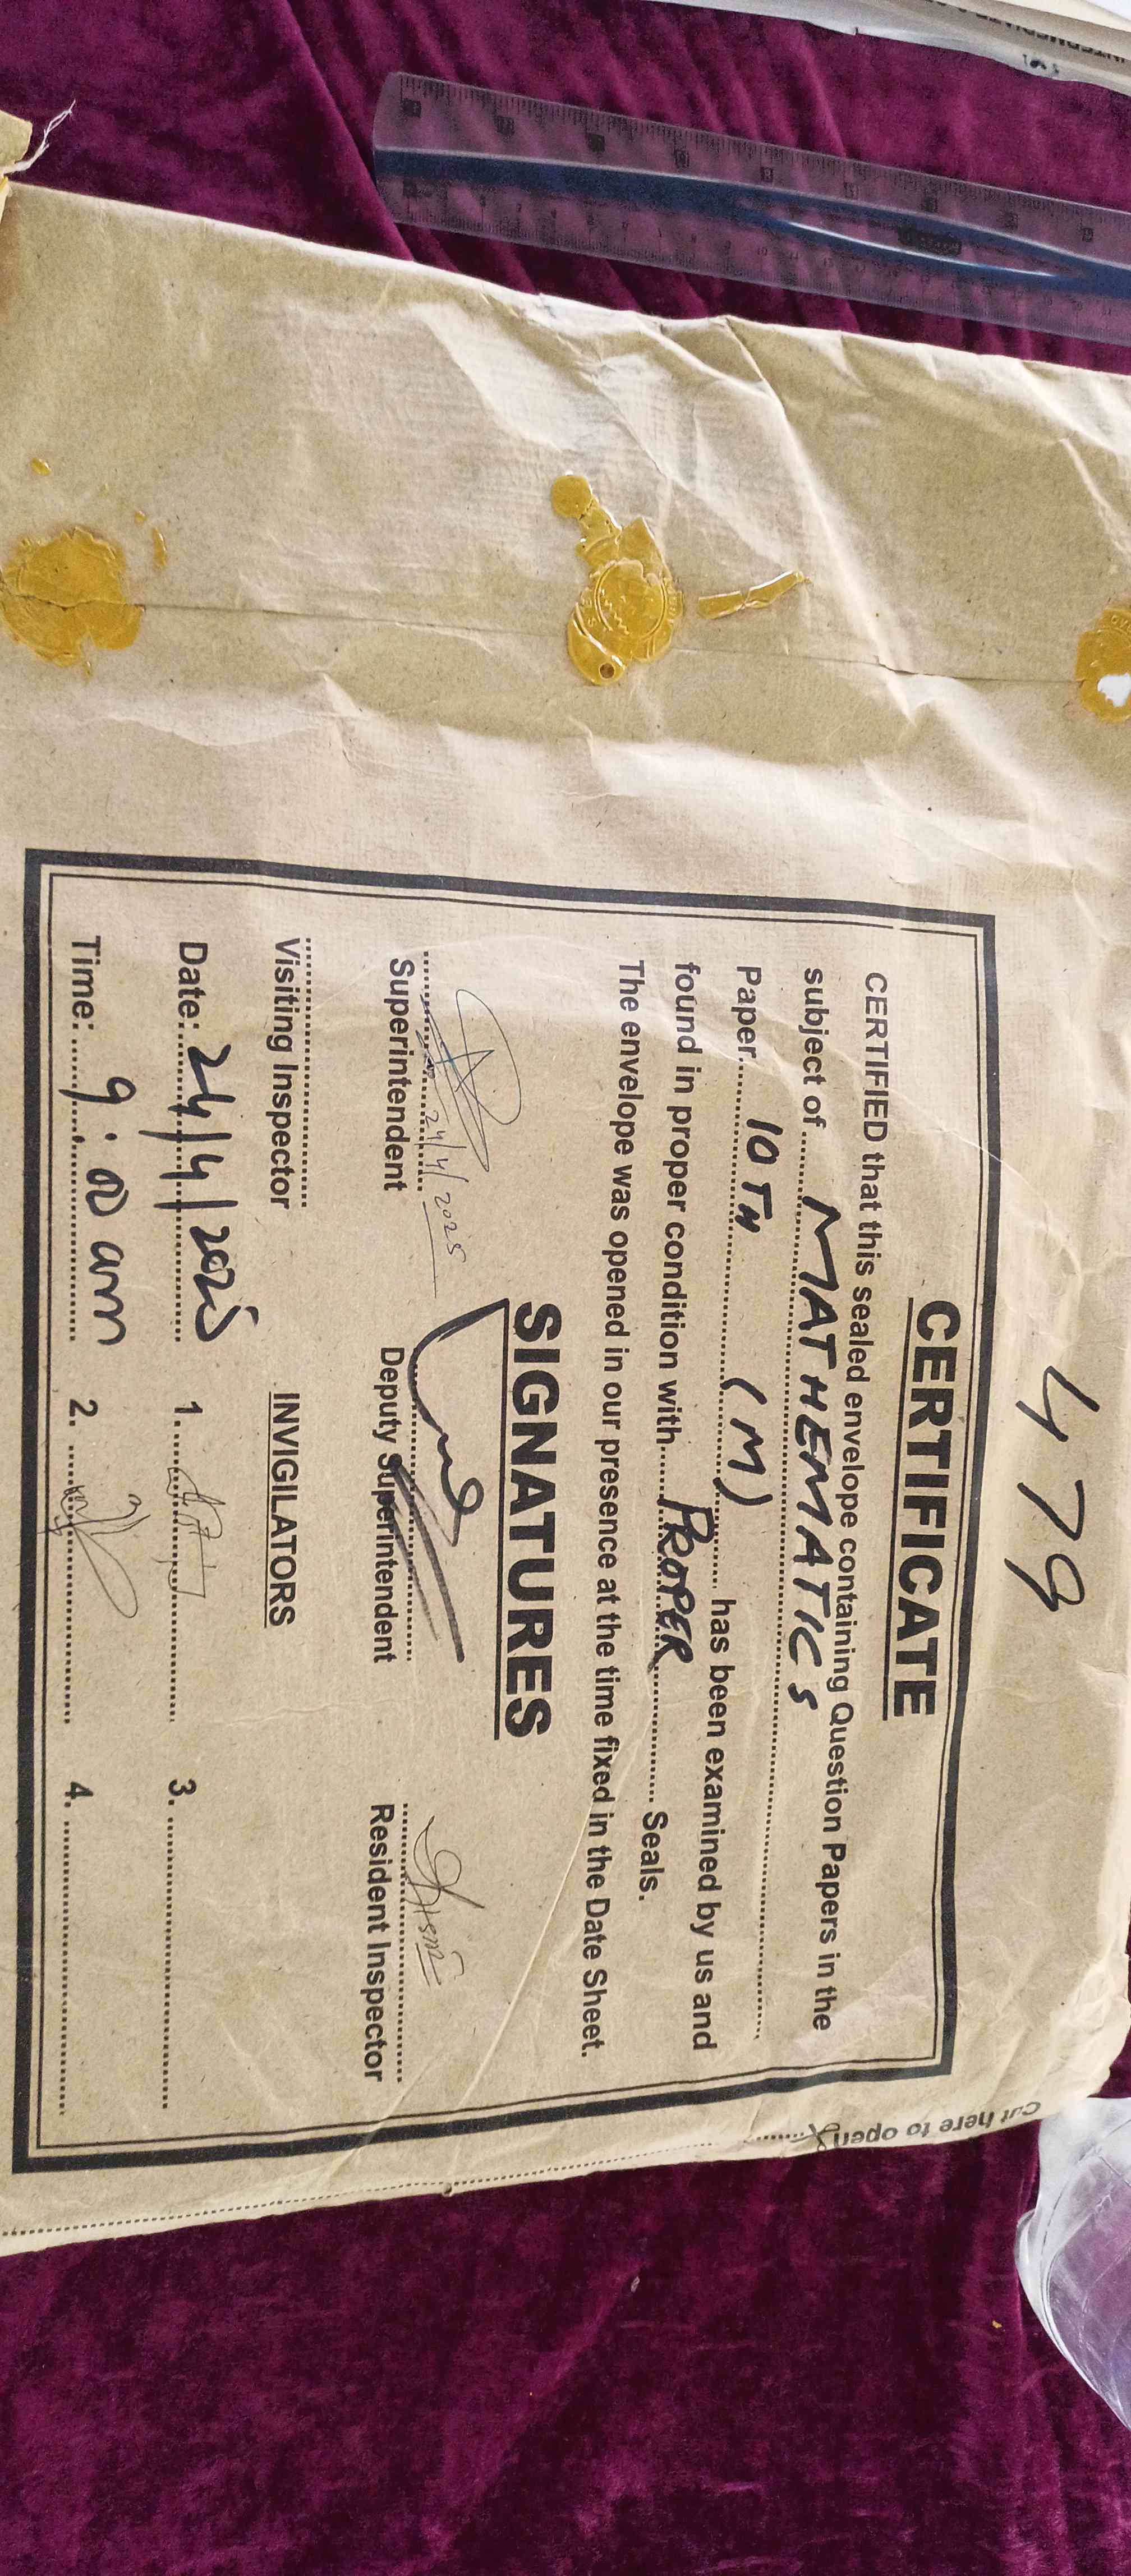 479
CERTIFICATE
CERTIFIED that this sealed envelope containing Question Papers in the
subject of ........ MATHEMATICS ........
Paper..... 10TH (M) ........ has been examined by us and
found in proper condition with...... PROPER ........ Seals.
The envelope was opened in our presence at the time fixed in the Date Sheet.
SIGNATURES
24/4/2025
Superintendent Deputy Superintendent Resident Inspector
Visiting Inspector INVIGILATORS
Date: 24/4/2025 1. 3.
Time: 9:00 am 2. 4.
Cut here to open